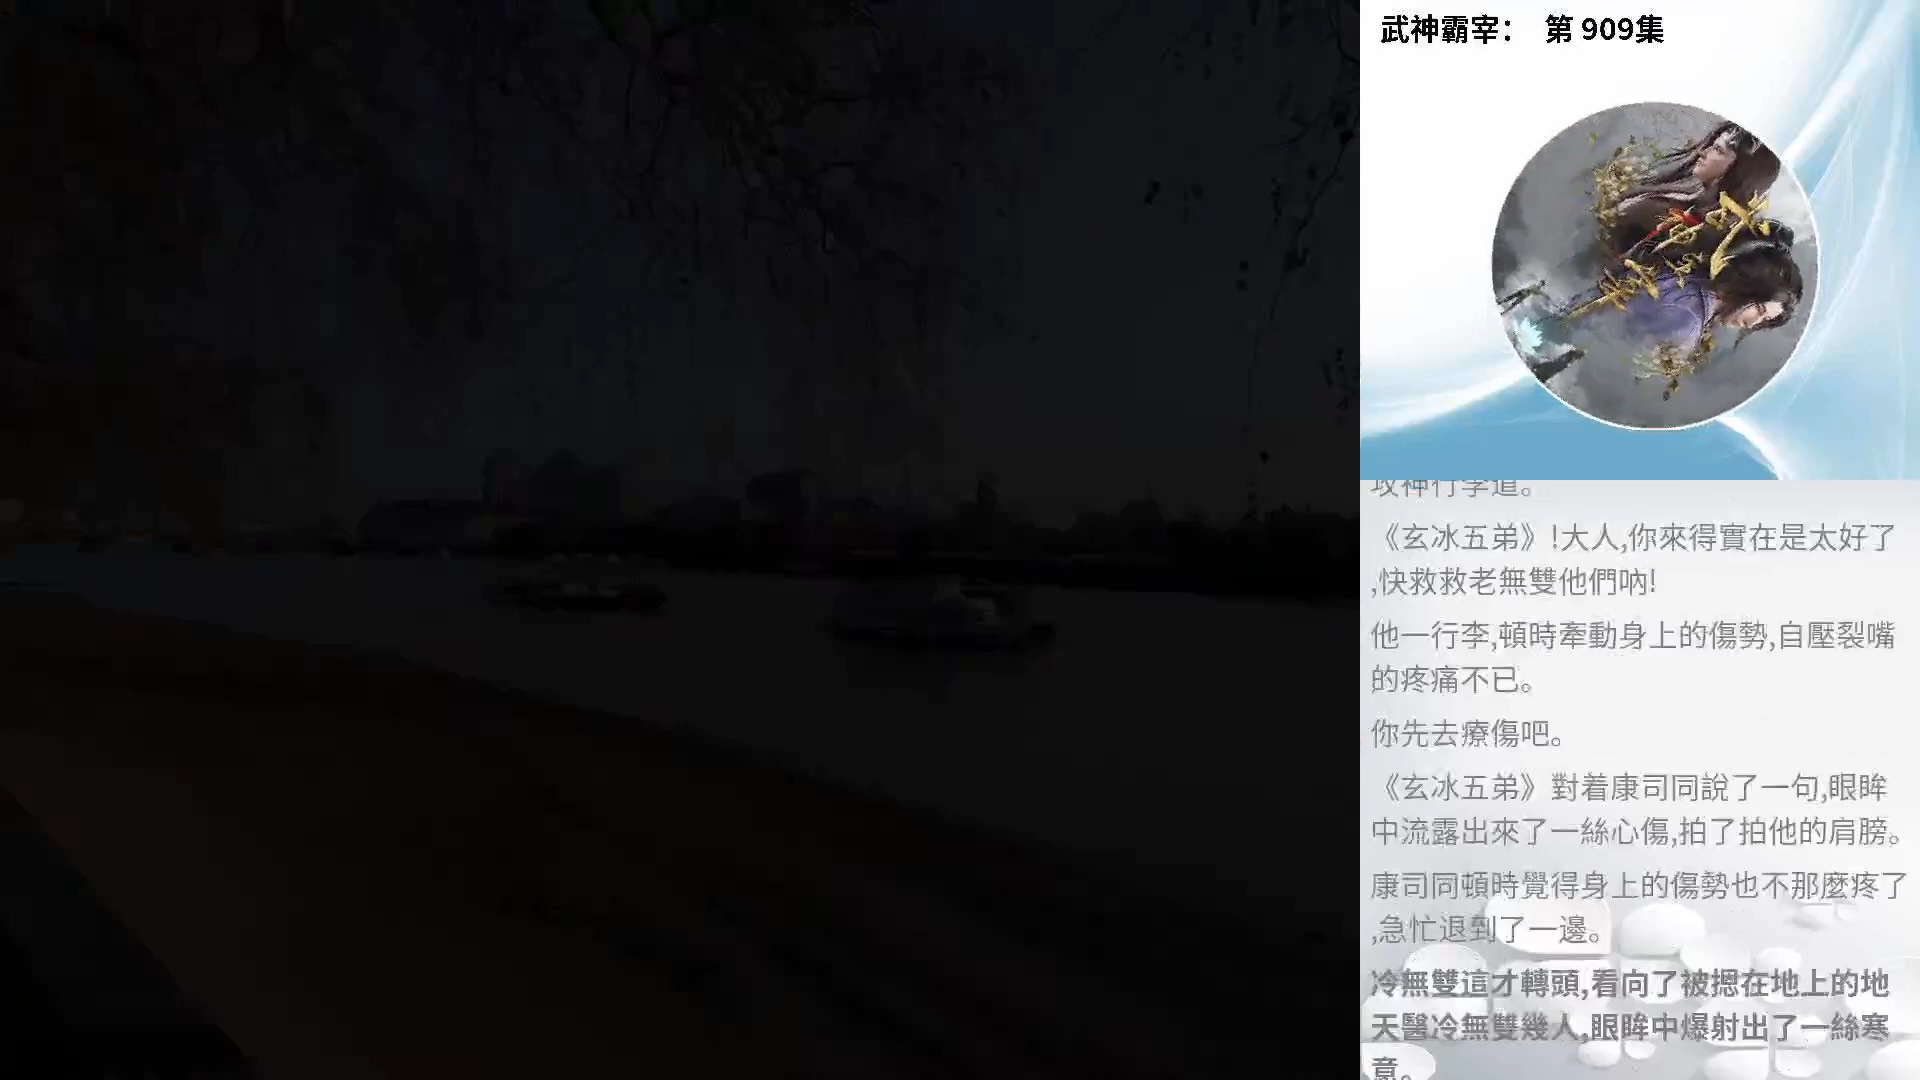 武神霸宰： 第 909集
攻神行李道。
《玄冰五弟》!大人,你來得實在是太好了
,快救救老無雙他們吶!
他一行李,頓時牽動身上的傷勢,自壓裂嘴
的疼痛不已。
你先去療傷吧。
《玄冰五弟》對着康司同說了一句,眼眸
中流露出來了一絲心傷,拍了拍他的肩膀。
康司同頓時覺得身上的傷勢也不那麼疼了
,急忙退到了一邊。
冷無雙這才轉頭,看向了被摁在地上的地
天醫冷無雙幾人,眼眸中爆射出了一絲寒
意。